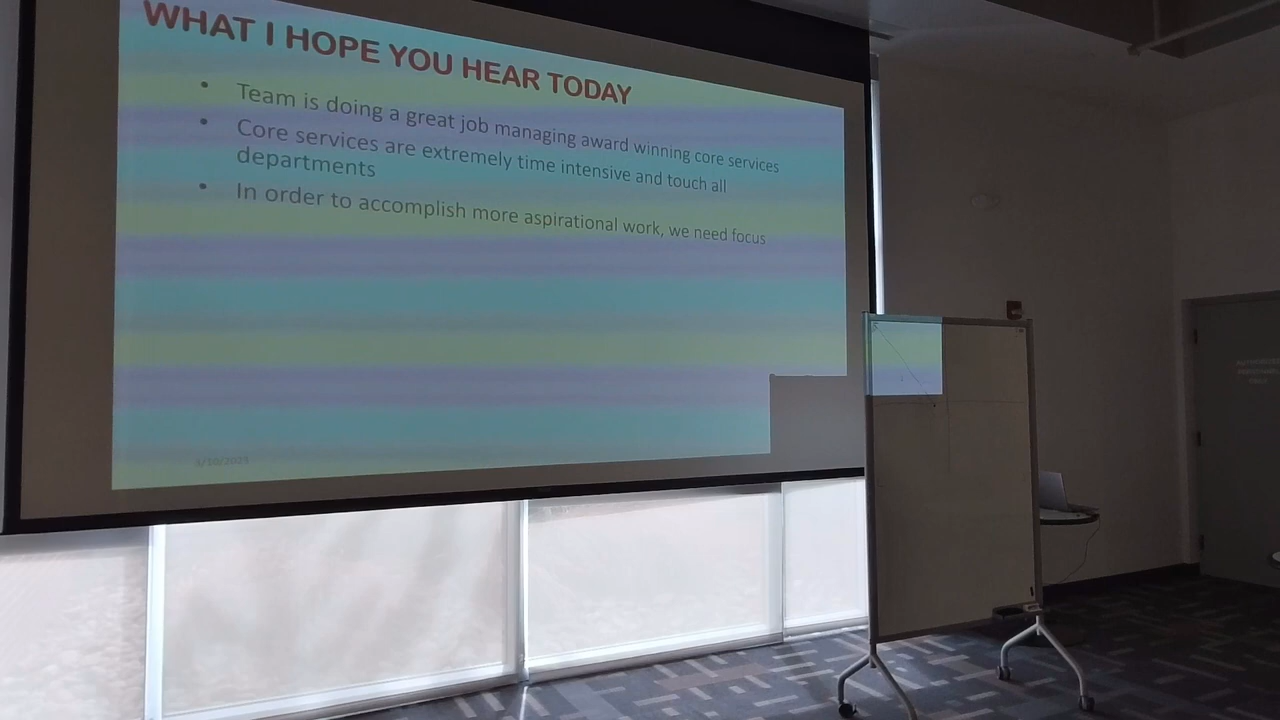 WHAT I HOPE YOU HEAR TODAY
• Team is doing a great job managing award winning core services
• Core services are extremely time intensive and touch all
departments
• In order to accomplish more aspirational work, we need focus